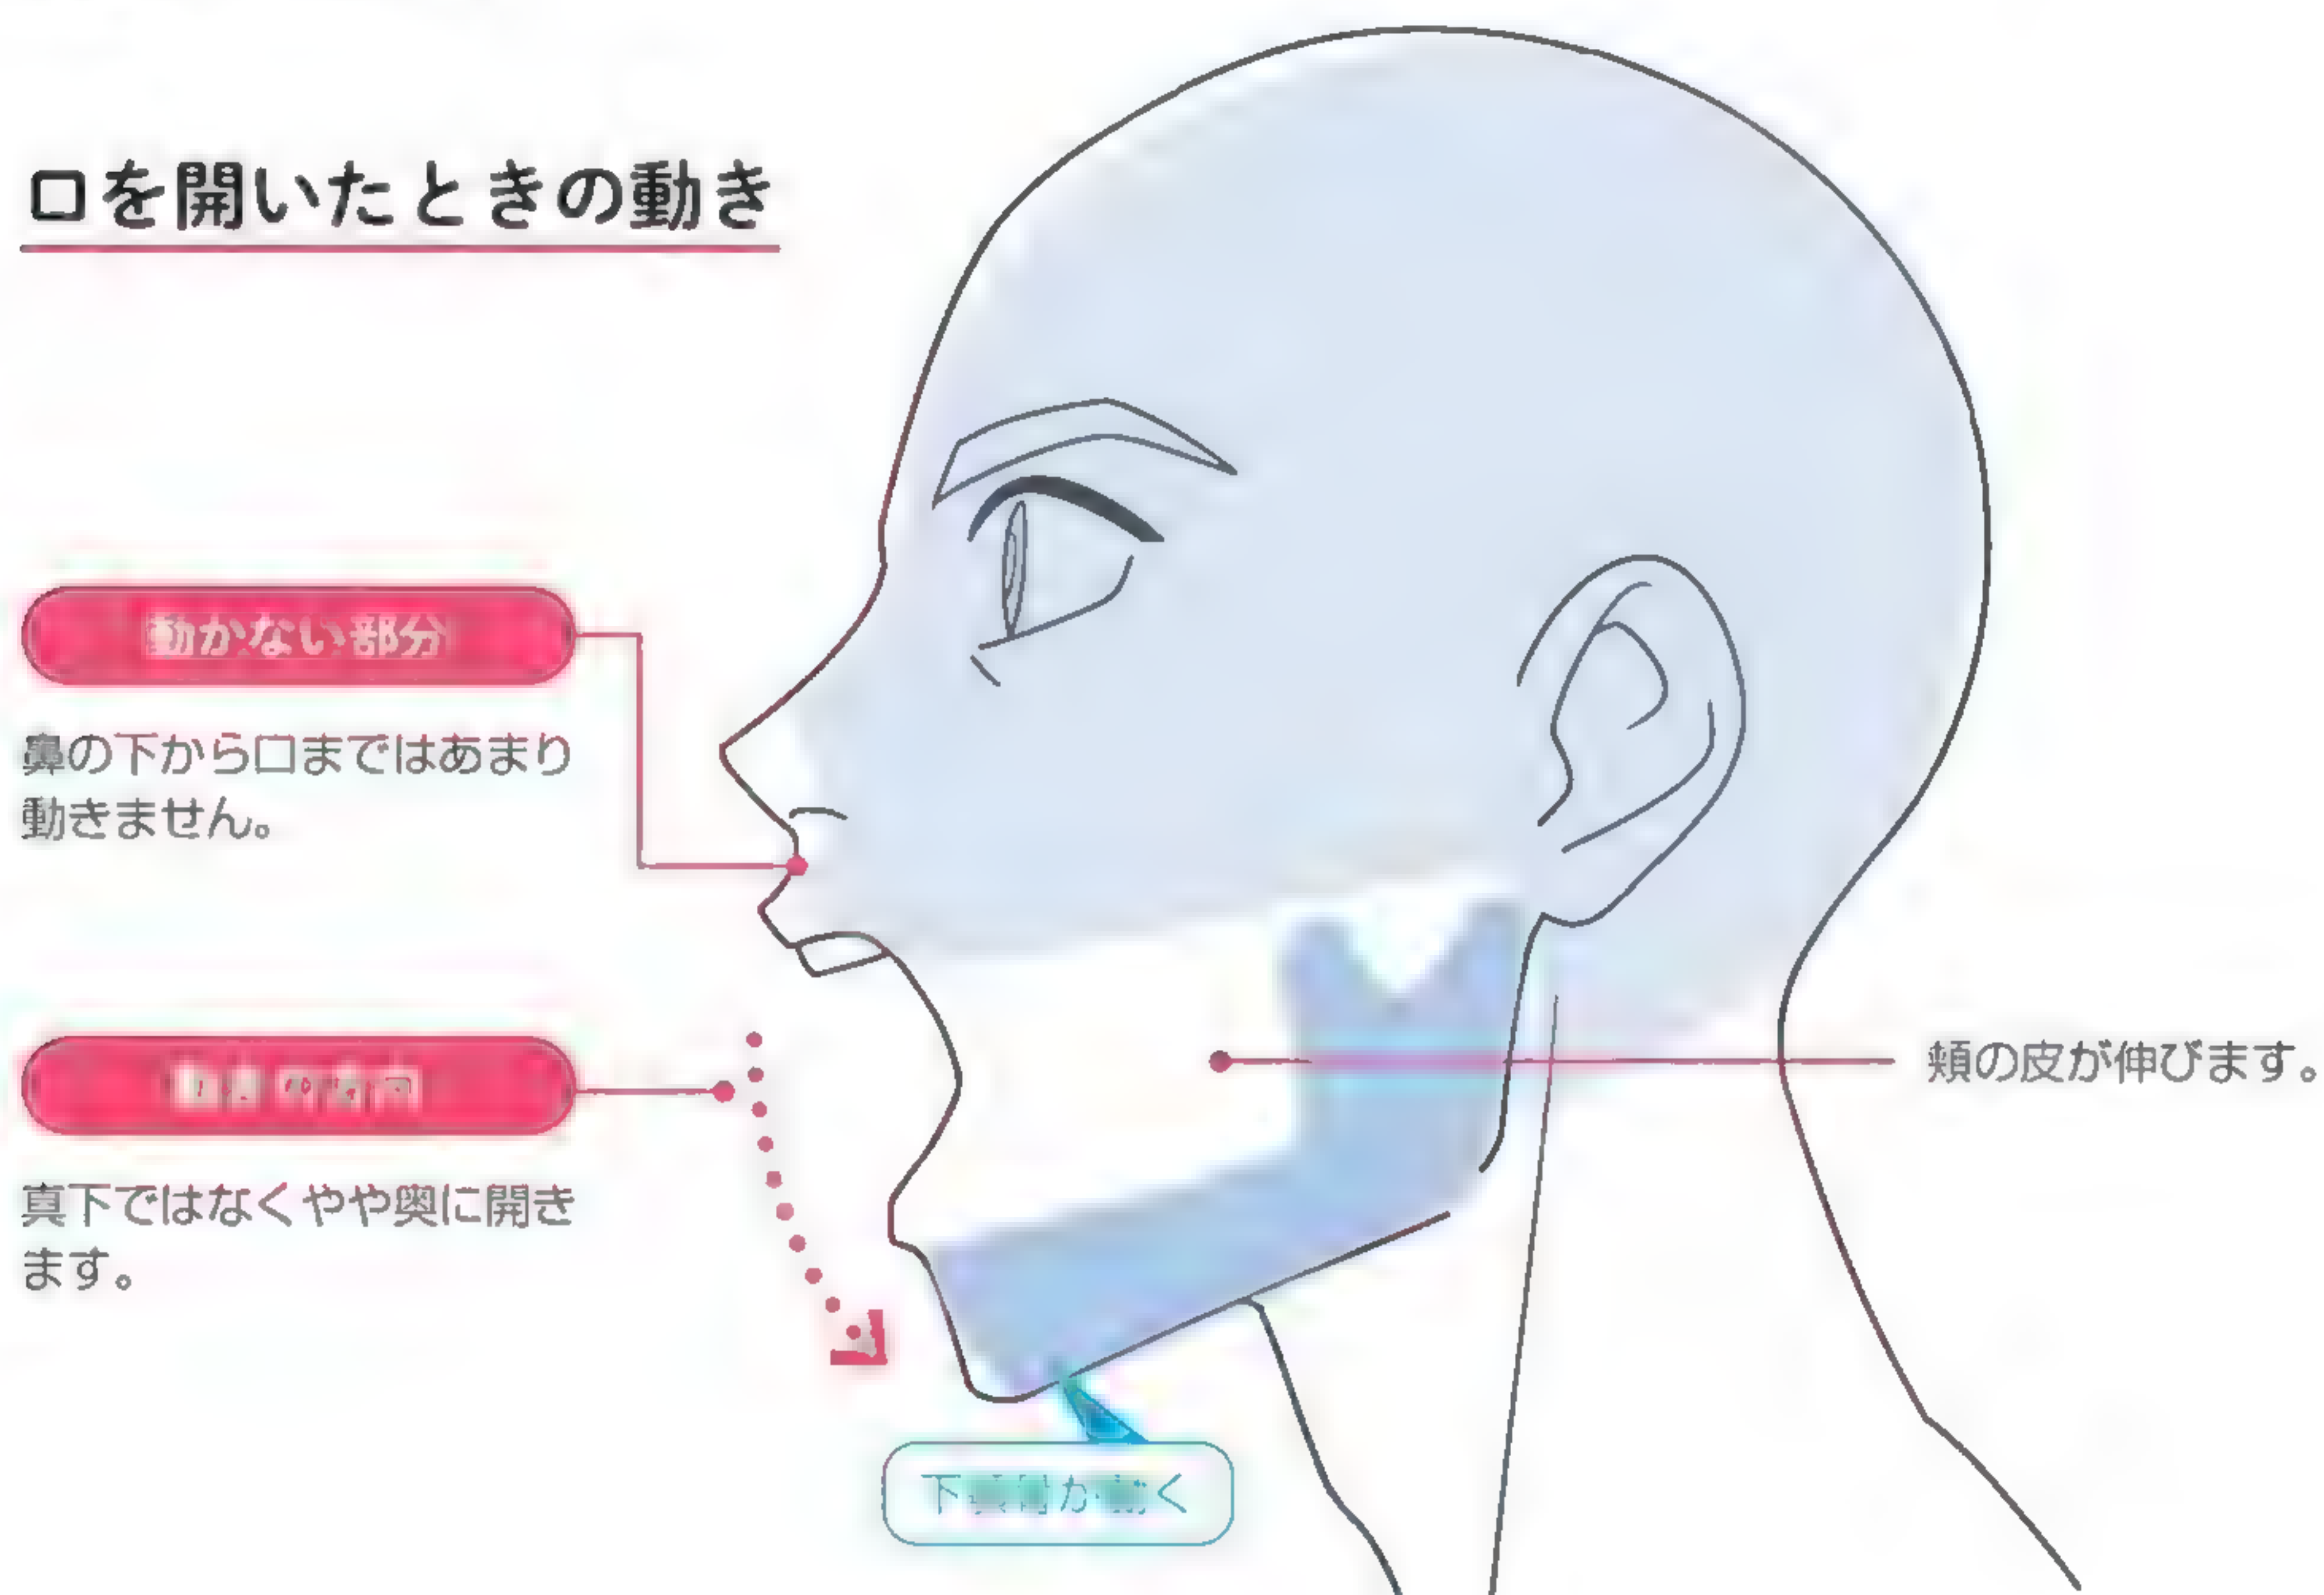 口を開いたときの動き
動かない部分
鼻の下から口まではあまり
動きません。
真下ではなくやや奥に開き
ます。
頬の皮が伸びます。